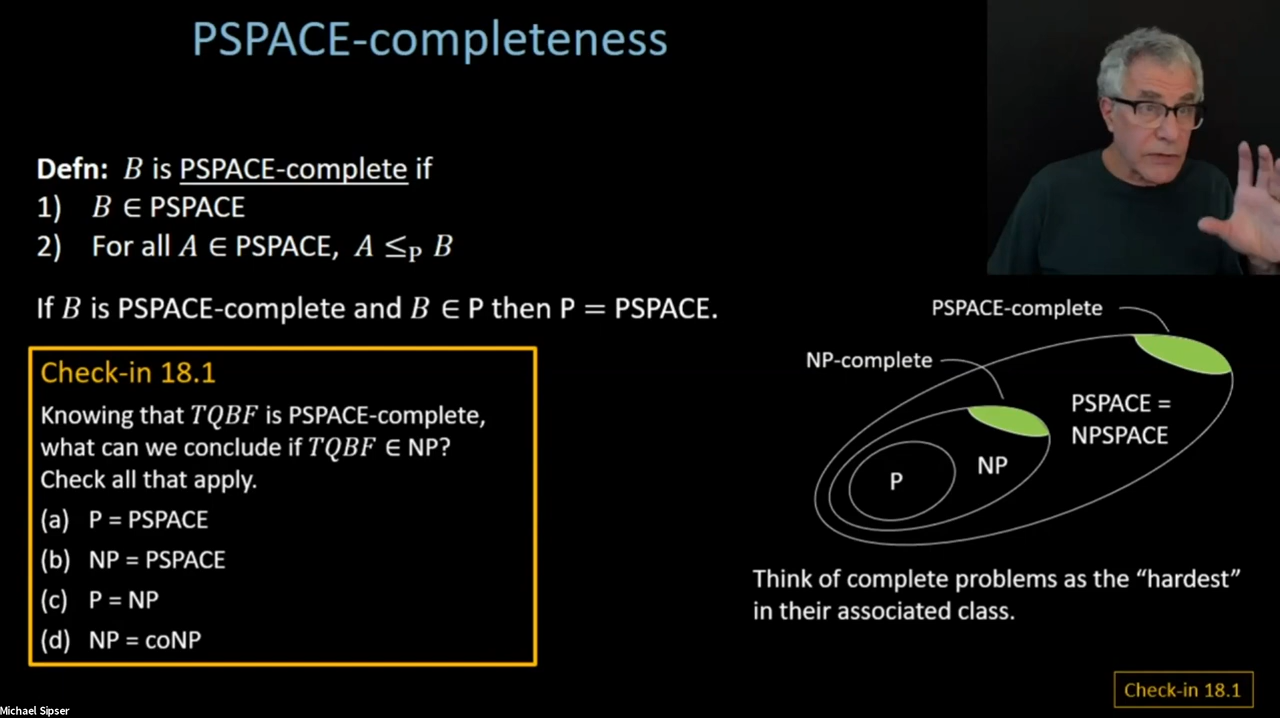 PSPACE-completeness
Defn: B is PSPACE-complete if
1) B ∈ PSPACE
2) For all A ∈ PSPACE, A ≤ₚ B
If B is PSPACE-complete and B ∈ P then P = PSPACE.
Check-in 18.1
Knowing that TQBF is PSPACE-complete,
what can we conclude if TQBF ∈ NP?
Check all that apply.
(a) P = PSPACE
(b) NP = PSPACE
(c) P = NP
(d) NP = coNP
PSPACE-complete
NP-complete
PSPACE =
NPSPACE
NP
P
Think of complete problems as the “hardest”
in their associated class.
Check-in 18.1
Michael Sipser